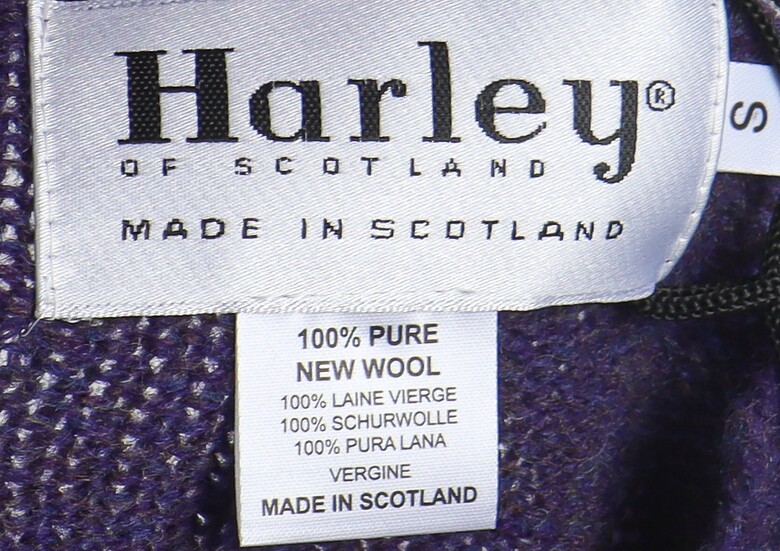 Harley®
OF SCOTLAND
MADE IN SCOTLAND
S
100% PURE
NEW WOOL
100% LAINE VIERGE
100% SCHURWOLLE
100% PURA LANA
VERGINE
MADE IN SCOTLAND